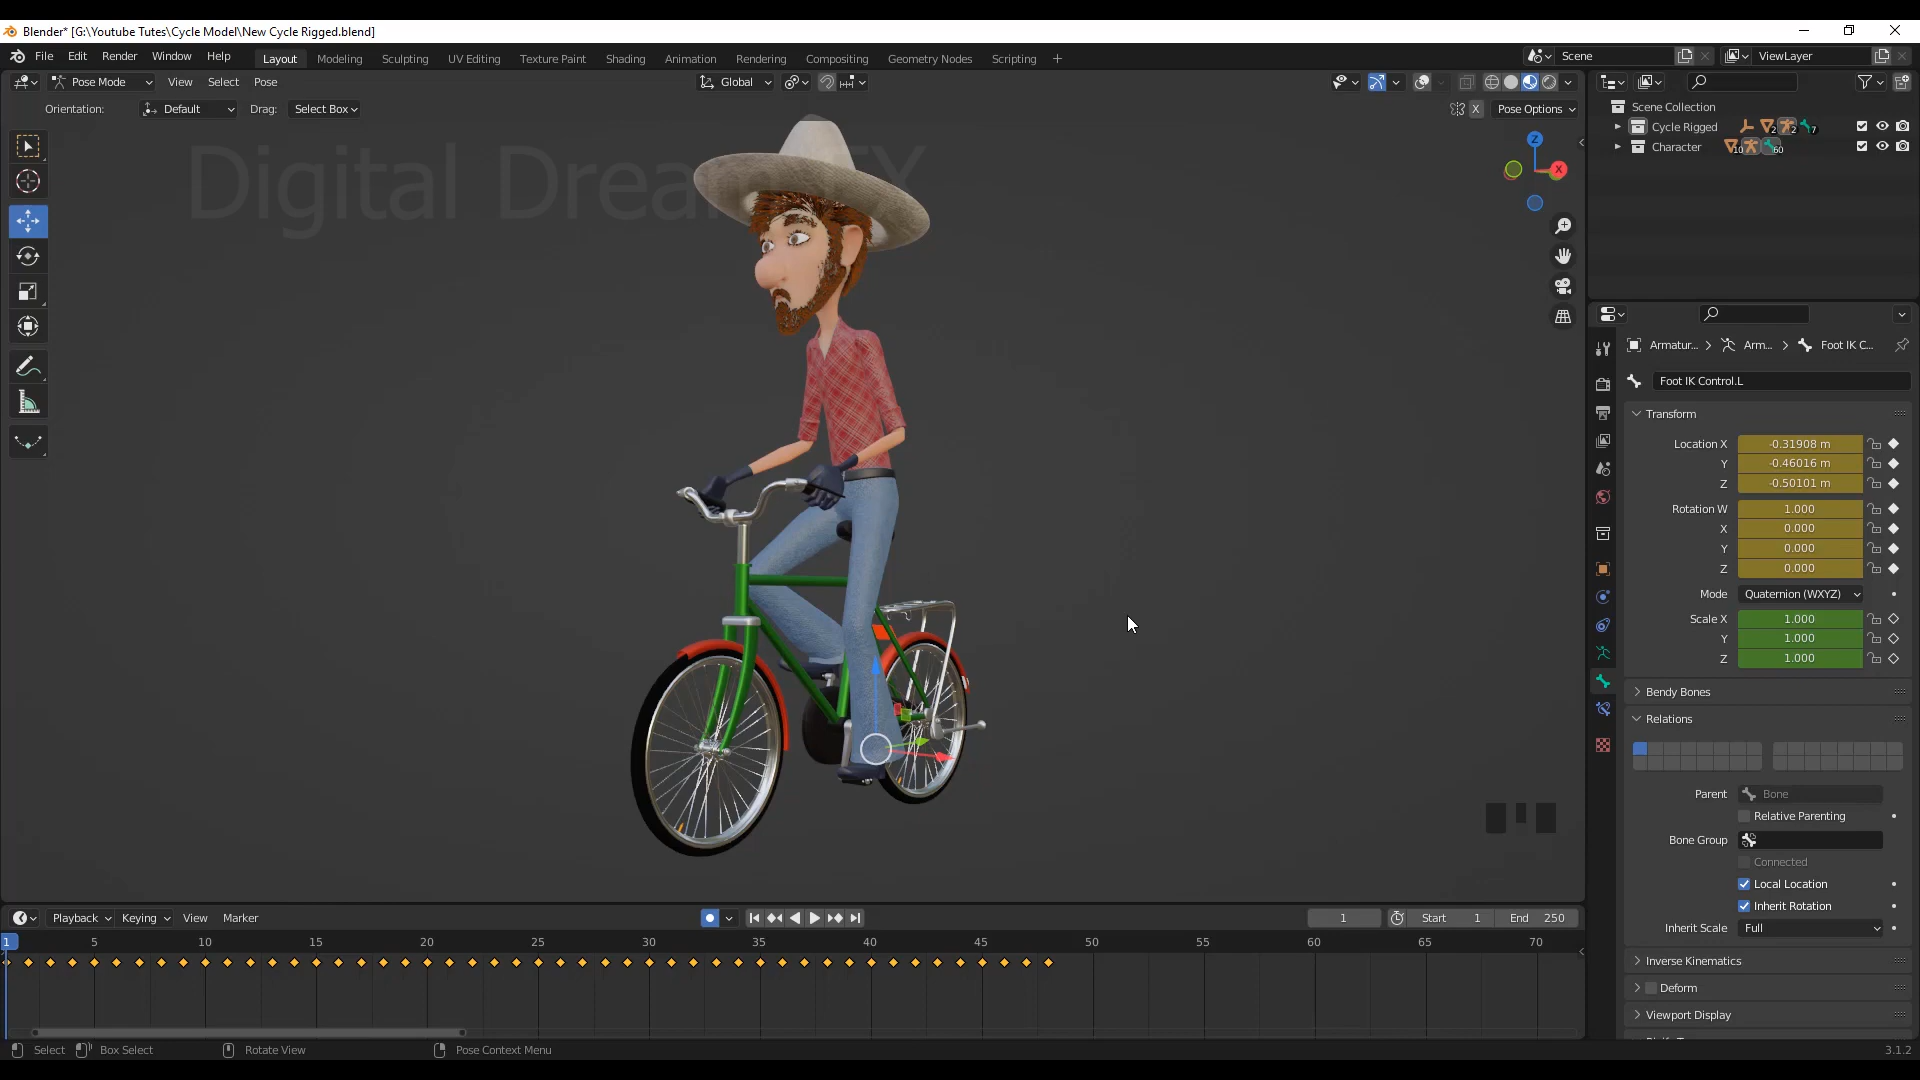 Blender* [G:\Youtube Tutes\Cycle Model\New Cycle Rigged.blend]
File Edit Render Window Help Layout Modeling Sculpting UV Editing Texture Paint Shading Animation Rendering Compositing Geometry Nodes Scripting + Scene ViewLayer
Pose Mode View Select Pose Global
Orientation: Default Drag: Select Box X Pose Options
Scene Collection
Cycle Rigged 2 2 7
Character 10 60
Digital Drea
Z
X
Armatur... > Arm... > Foot IK C...
Foot IK Control.L
Transform
Location X -0.31908 m
Y -0.46016 m
Z -0.50101 m
Rotation W 1.000
X 0.000
Y 0.000
Z 0.000
Mode Quaternion (WXYZ)
Scale X 1.000
Y 1.000
Z 1.000
Bendy Bones
Relations
Parent Bone
Relative Parenting
Bone Group
Connected
Local Location
Inherit Rotation
Inherit Scale Full
Inverse Kinematics
Deform
Viewport Display
Playback Keying View Marker 1 Start 1 End 250
1 5 10 15 20 25 30 35 40 45 50 55 60 65 70
Select Box Select Rotate View Pose Context Menu 3.1.2